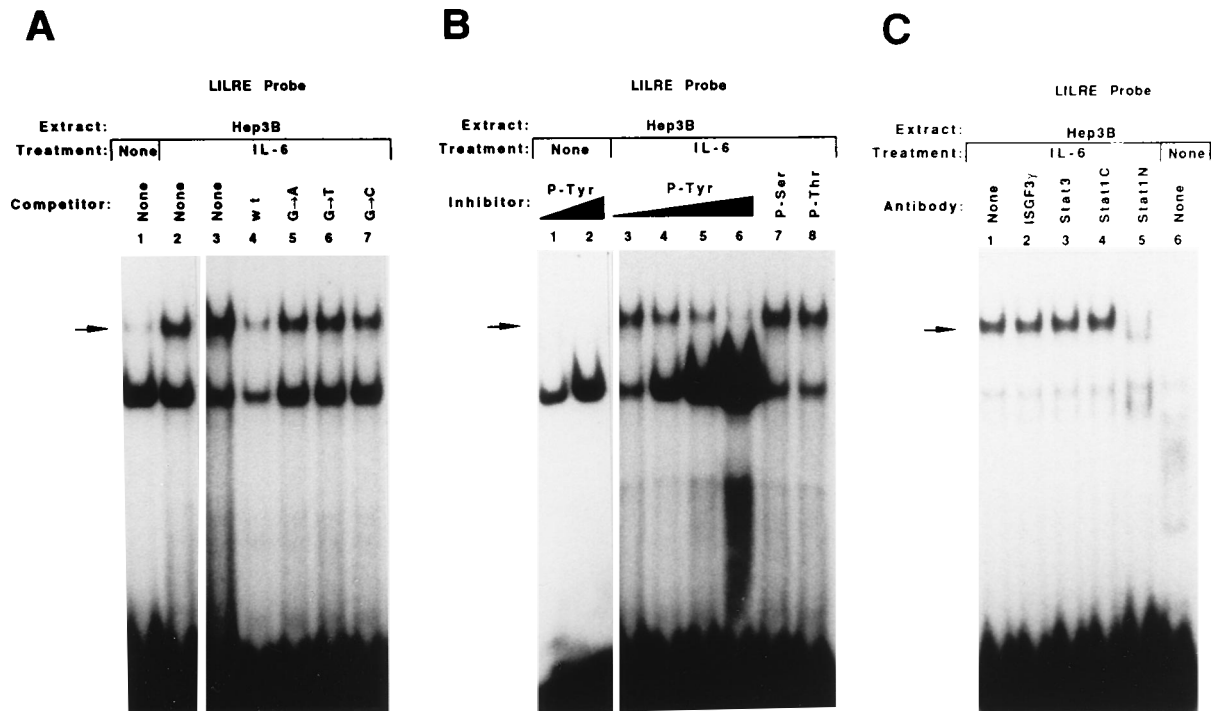 A
LILRE Probe
Extract: Hep3B
Treatment: None IL-6
Competitor: None None None wt G→A G→T G→C
1 2 3 4 5 6 7
B
LILRE Probe
Extract: Hep3B
Treatment: None IL-6
Inhibitor: P-Tyr P-Tyr P-Ser P-Thr
1 2 3 4 5 6 7 8
C
LILRE Probe
Extract: Hep3B
Treatment: IL-6 None
Antibody: None ISGF3γ Stat3 Stat1C Stat1N None
1 2 3 4 5 6